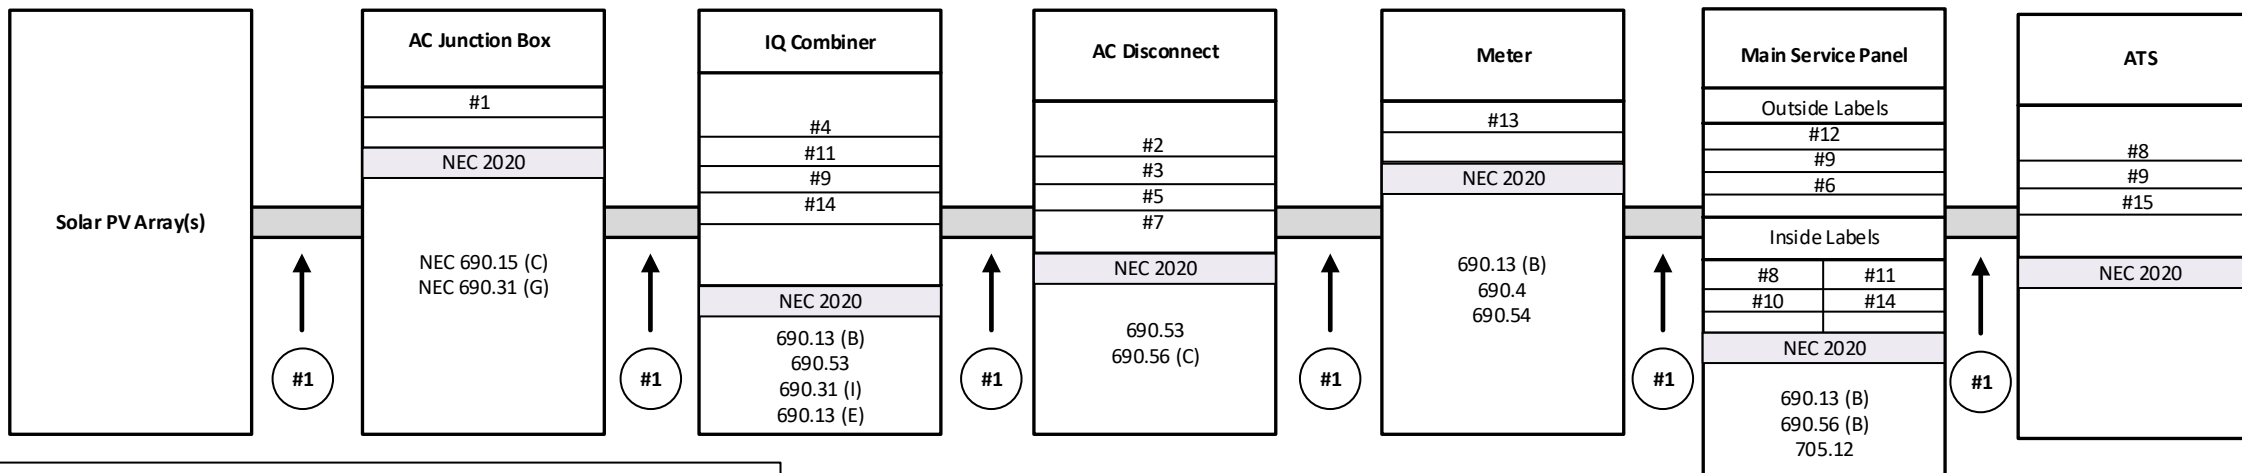 Solar PV Array(s)
#1
AC Junction Box
#1
NEC 2020
NEC 690.15 (C)
NEC 690.31 (G)
#1
IQ Combiner
#4
#11
#9
#14
NEC 2020
690.13 (B)
690.53
690.31 (I)
690.13 (E)
#1
AC Disconnect
#2
#3
#5
#7
NEC 2020
690.53
690.56 (C)
#1
Meter
#13
NEC 2020
690.13 (B)
690.4
690.54
#1
Main Service Panel
Outside Labels
#12
#9
#6
Inside Labels
#8 #11
#10 #14
NEC 2020
690.13 (B)
690.56 (B)
705.12
#1
ATS
#8
#9
#15
NEC 2020